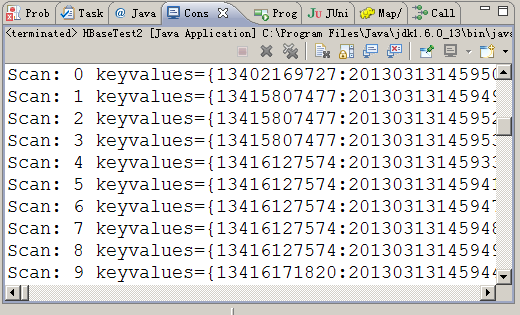 Prob Task @ Java Cons Prog Ju JUni Map/ Call
<terminated> HBaseTest2 [Java Application] C:\Program Files\Java\jdk1.6.0_13\bin\java
Scan: 0 keyvalues={13402169727:20130313145950
Scan: 1 keyvalues={13415807477:20130313145949
Scan: 2 keyvalues={13415807477:20130313145952
Scan: 3 keyvalues={13415807477:20130313145953
Scan: 4 keyvalues={13416127574:20130313145933
Scan: 5 keyvalues={13416127574:20130313145941
Scan: 6 keyvalues={13416127574:20130313145947
Scan: 7 keyvalues={13416127574:20130313145948
Scan: 8 keyvalues={13416127574:20130313145949
Scan: 9 keyvalues={13416171820:20130313145944